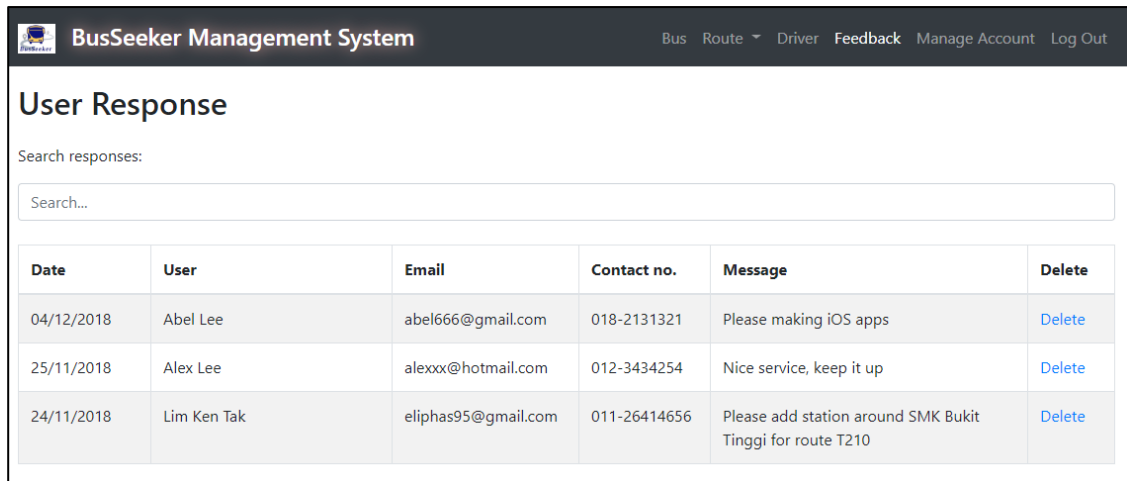 BusSeeker
BusSeeker Management System
Bus Route Driver Feedback Manage Account Log Out
User Response
Search responses:
Search...
Date User Email Contact no. Message Delete
04/12/2018 Abel Lee abel666@gmail.com 018-2131321 Please making iOS apps Delete
25/11/2018 Alex Lee alexxx@hotmail.com 012-3434254 Nice service, keep it up Delete
24/11/2018 Lim Ken Tak eliphas95@gmail.com 011-26414656 Please add station around SMK Bukit Delete
Tinggi for route T210